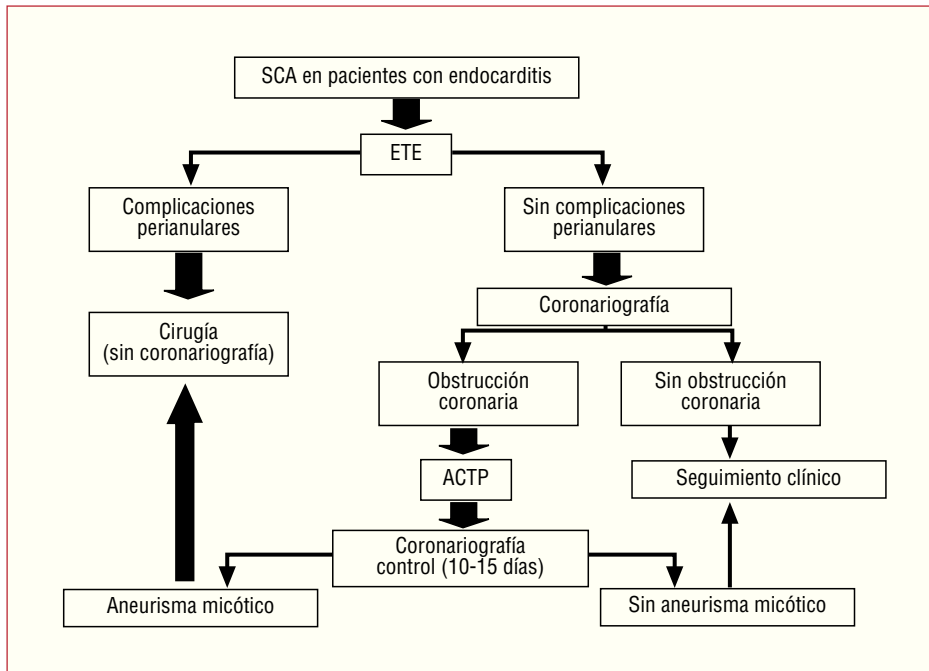 SCA en pacientes con endocarditis
ETE
Complicaciones
perianulares
Sin complicaciones
perianulares
Coronariografía
Cirugía
(sin coronariografía)
Obstrucción
coronaria
Sin obstrucción
coronaria
ACTP
Seguimiento clínico
Coronariografía
control (10-15 días)
Aneurisma micótico
Sin aneurisma micótico